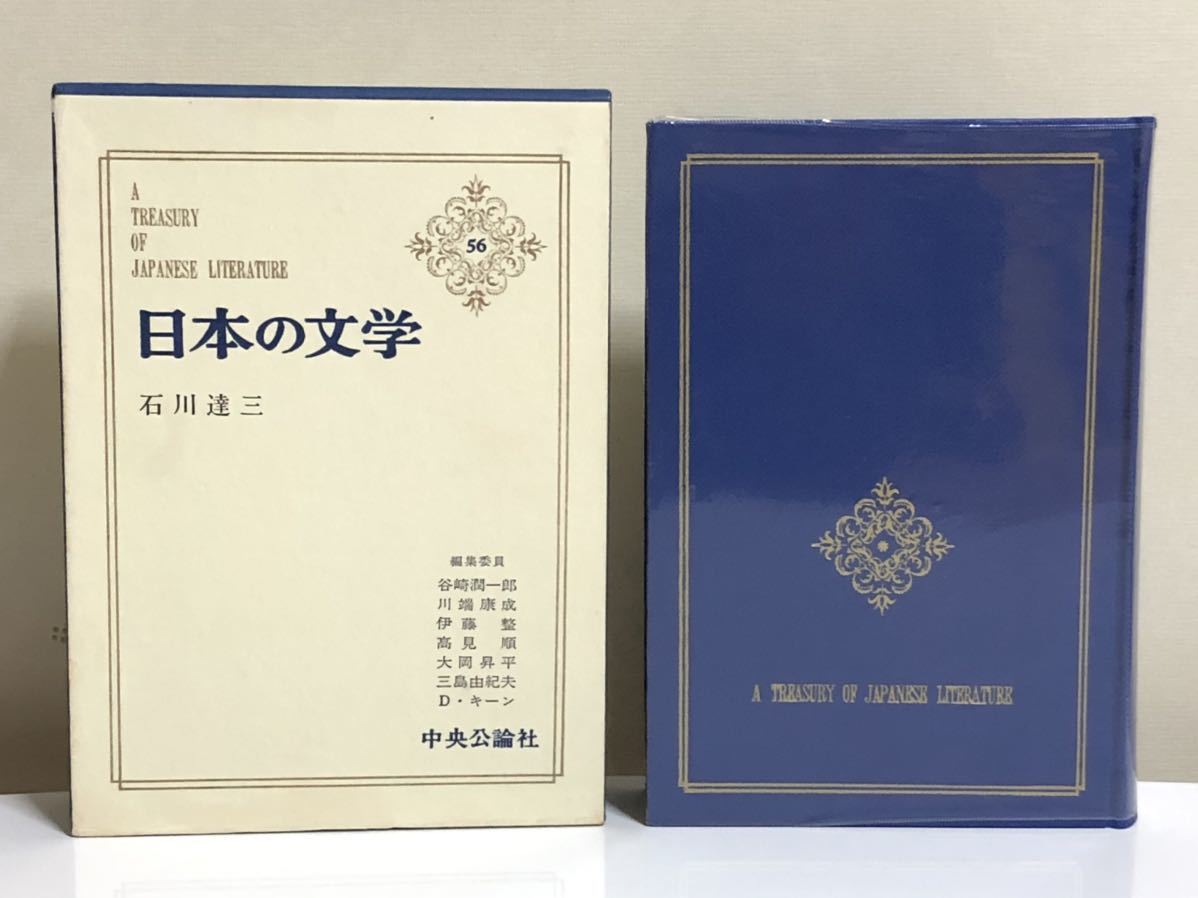 A
TREASURY
OF
JAPANESE LITERATURE
56
日本の文学
石川達三
編集委員
谷崎潤一郎
川端康成
伊藤 整
高見 順
大岡昇平
三島由紀夫
D・キーン
中央公論社
A TREASURY OF JAPANESE LITERATURE